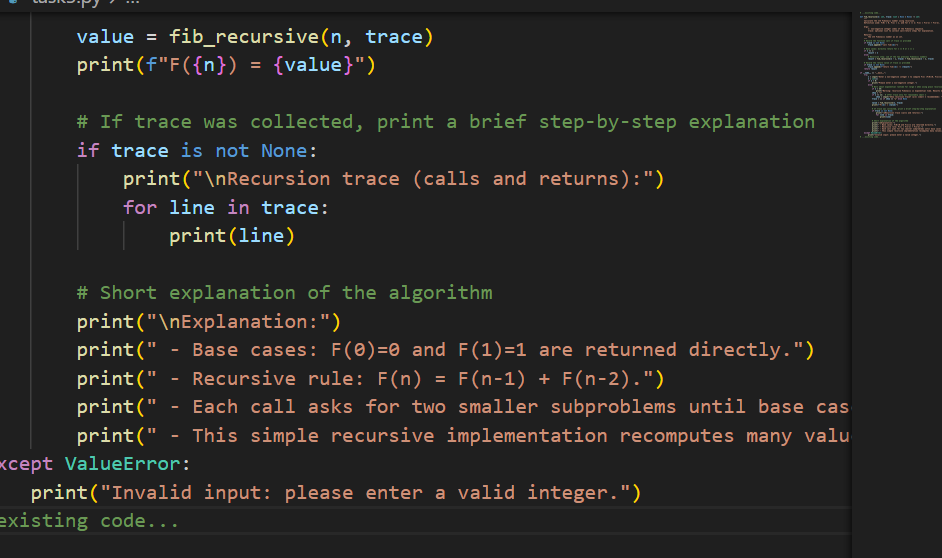 tasks.py > ...
value = fib_recursive(n, trace)
print(f"F({n}) = {value}")
# If trace was collected, print a brief step-by-step explanation
if trace is not None:
print("\nRecursion trace (calls and returns):")
for line in trace:
print(line)
# Short explanation of the algorithm
print("\nExplanation:")
print(" - Base cases: F(0)=0 and F(1)=1 are returned directly.")
print(" - Recursive rule: F(n) = F(n-1) + F(n-2).")
print(" - Each call asks for two smaller subproblems until base cas
print(" - This simple recursive implementation recomputes many valu
xcept ValueError:
print("Invalid input: please enter a valid integer.")
existing code...